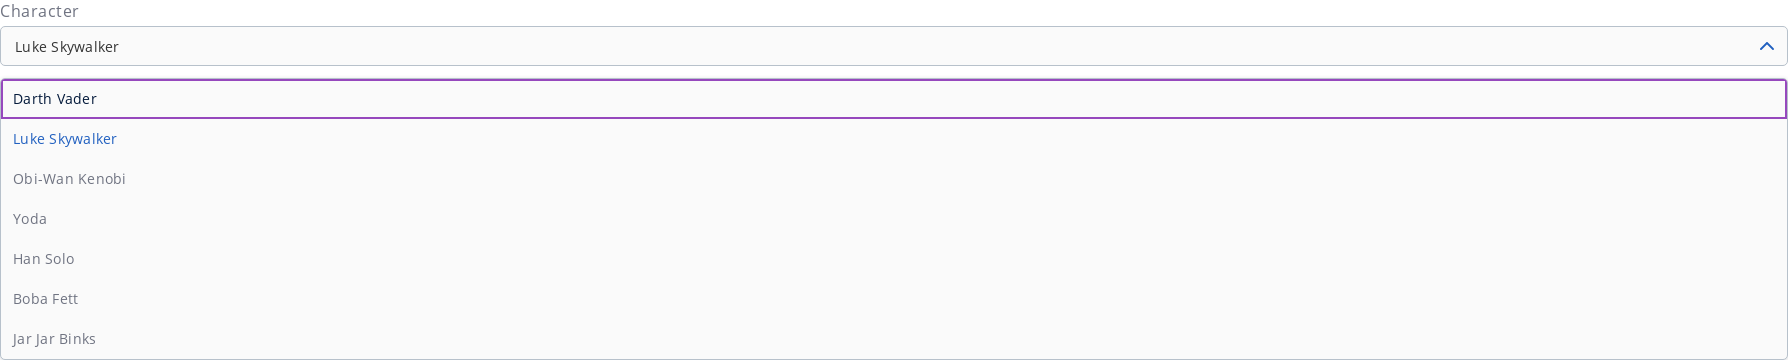 Character
Luke Skywalker
Darth Vader
Luke Skywalker
Obi-Wan Kenobi
Yoda
Han Solo
Boba Fett
Jar Jar Binks